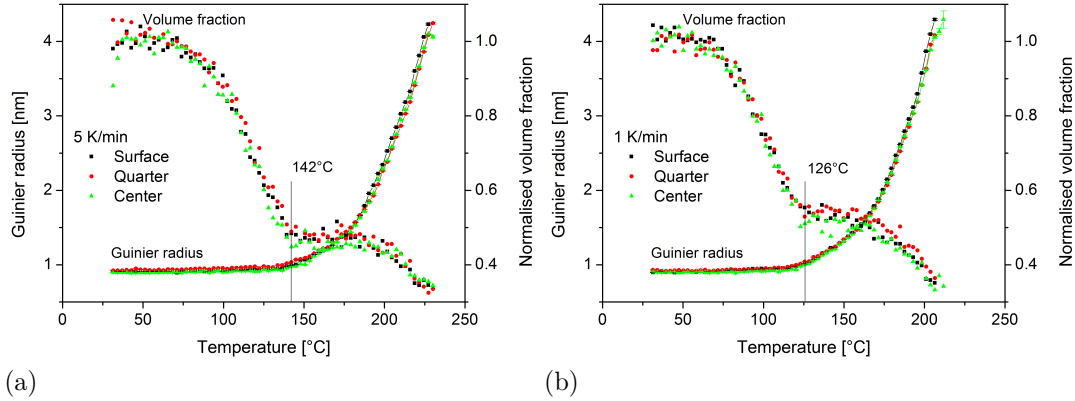 Volume fraction
4
3
2
1
Guinier radius [nm]
5 K/min
Surface
Quarter
Center
142°C
Guinier radius
1.0
0.8
0.6
0.4
Normalised volume fraction
0 50 100 150 200 250
Temperature [°C]
(a)
Volume fraction
4
3
2
1
Guinier radius [nm]
1 K/min
Surface
Quarter
Center
126°C
Guinier radius
1.0
0.8
0.6
0.4
Normalised volume fraction
0 50 100 150 200 250
Temperature [°C]
(b)